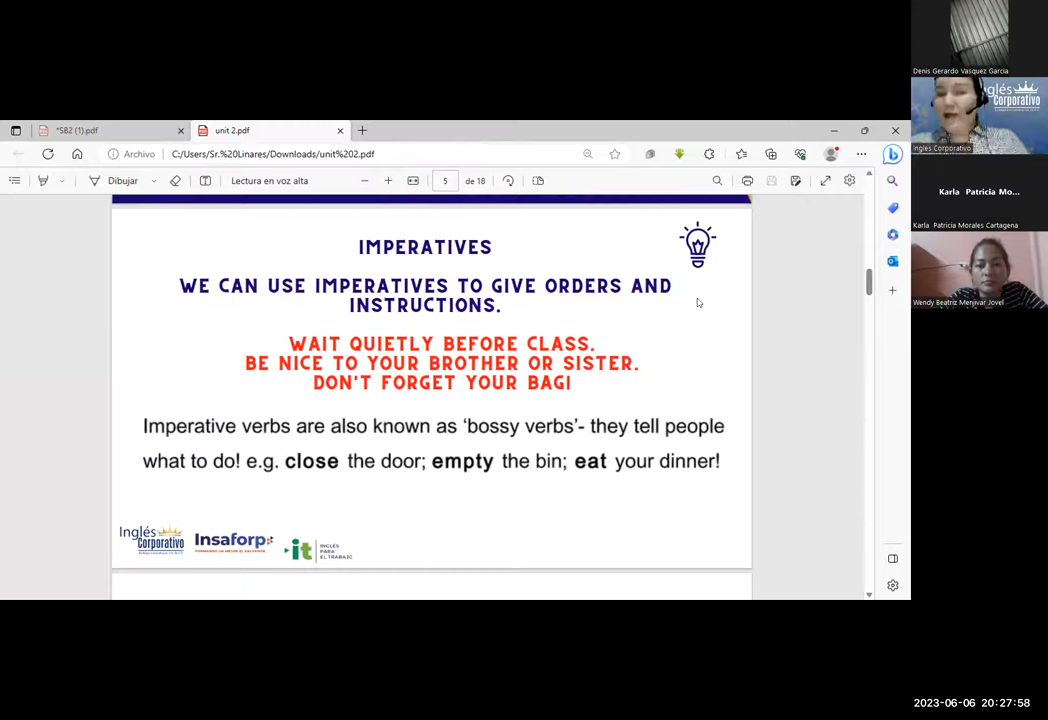 Denis Gerardo Vasquez Garcia
Inglés
Corporativo
Ingles Corporativo
Karla Patricia Mo...
Karla Patricia Morales Cartagena
Wendy Beatriz Menjivar Jovel
*SB2 (1).pdf
unit 2.pdf
Archivo C:/Users/Sr.%20Linares/Downloads/unit%202.pdf
Dibujar
Lectura en voz alta
5
de 18
IMPERATIVES
WE CAN USE IMPERATIVES TO GIVE ORDERS AND
INSTRUCTIONS.
WAIT QUIETLY BEFORE CLASS.
BE NICE TO YOUR BROTHER OR SISTER.
DON'T FORGET YOUR BAG!
Imperative verbs are also known as ‘bossy verbs’- they tell people
what to do! e.g. close the door; empty the bin; eat your dinner!
Inglés
Corporativo
Insaforp
it
INGLÉS
PARA
EL TRABAJO
2023-06-06 20:27:58